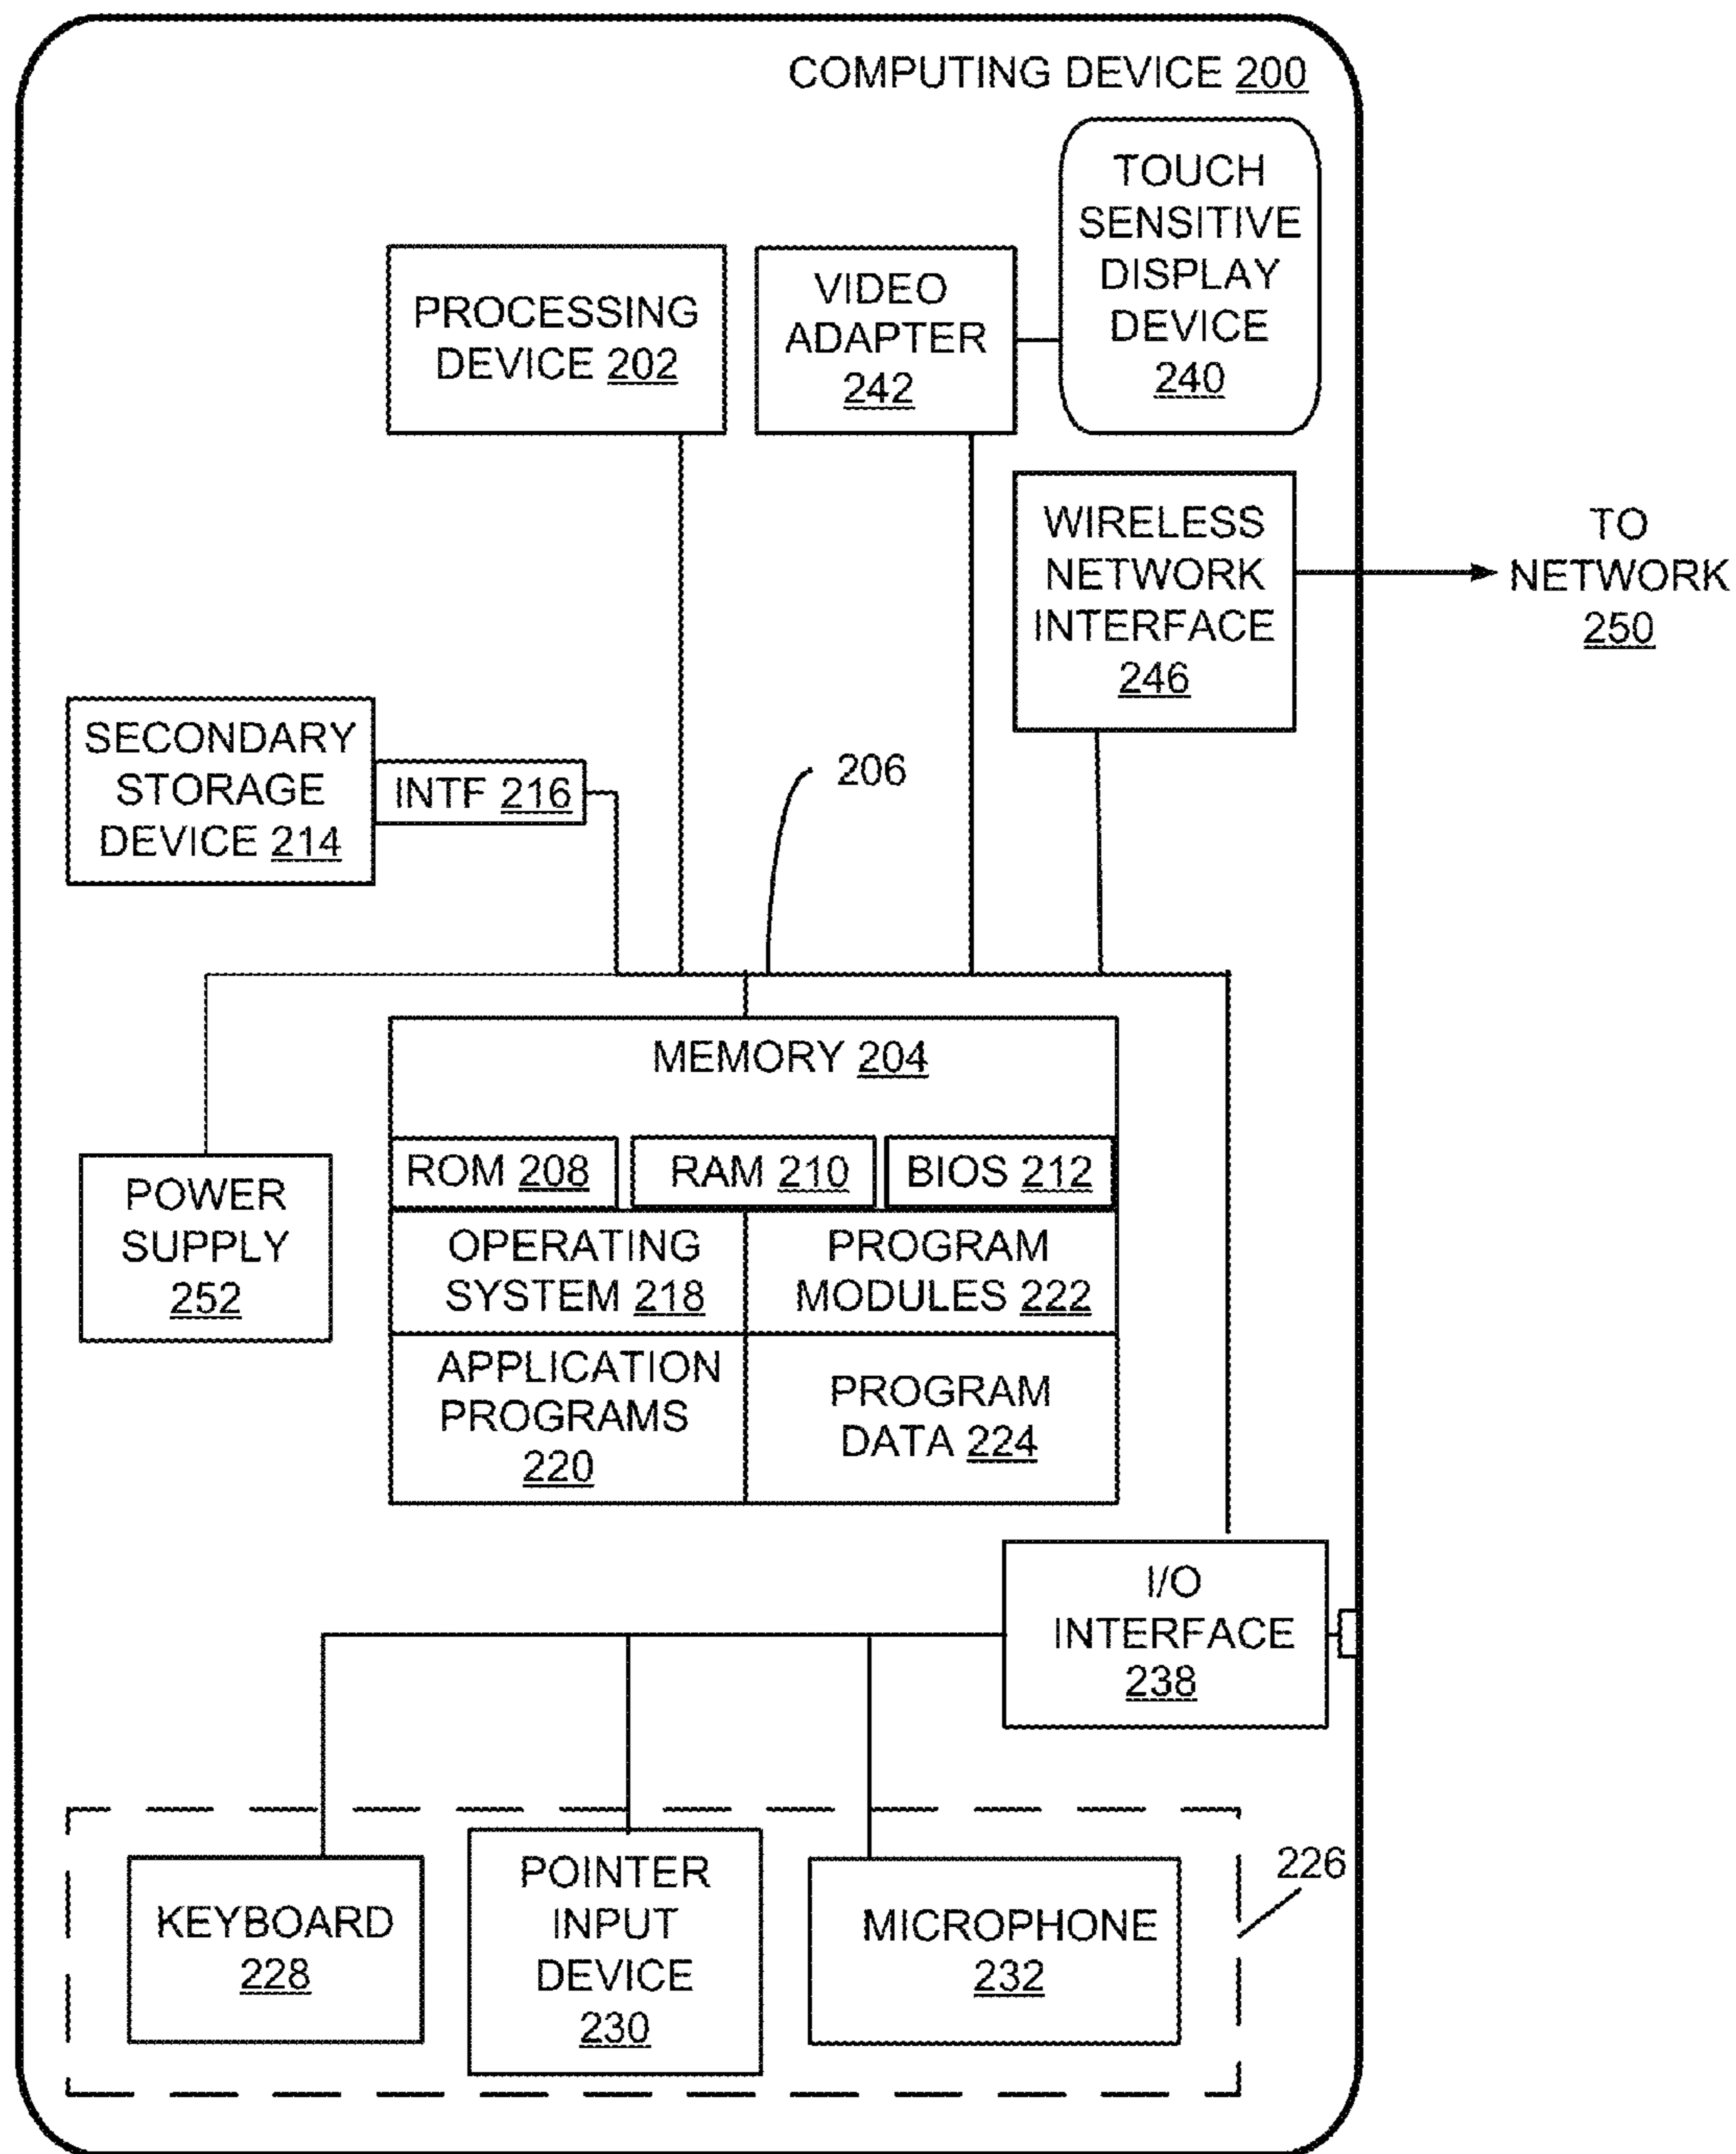 COMPUTING DEVICE 200
TOUCH
SENSITIVE
DISPLAY
DEVICE
240
PROCESSING
DEVICE 202
VIDEO
ADAPTER
242
WIRELESS
NETWORK
INTERFACE
246
TO
NETWORK
250
SECONDARY
STORAGE
DEVICE 214
INTF 216
206
MEMORY 204
ROM 208
RAM 210
BIOS 212
POWER
SUPPLY
252
OPERATING
SYSTEM 218
PROGRAM
MODULES 222
APPLICATION
PROGRAMS
220
PROGRAM
DATA 224
I/O
INTERFACE
238
226
KEYBOARD
228
POINTER
INPUT
DEVICE
230
MICROPHONE
232